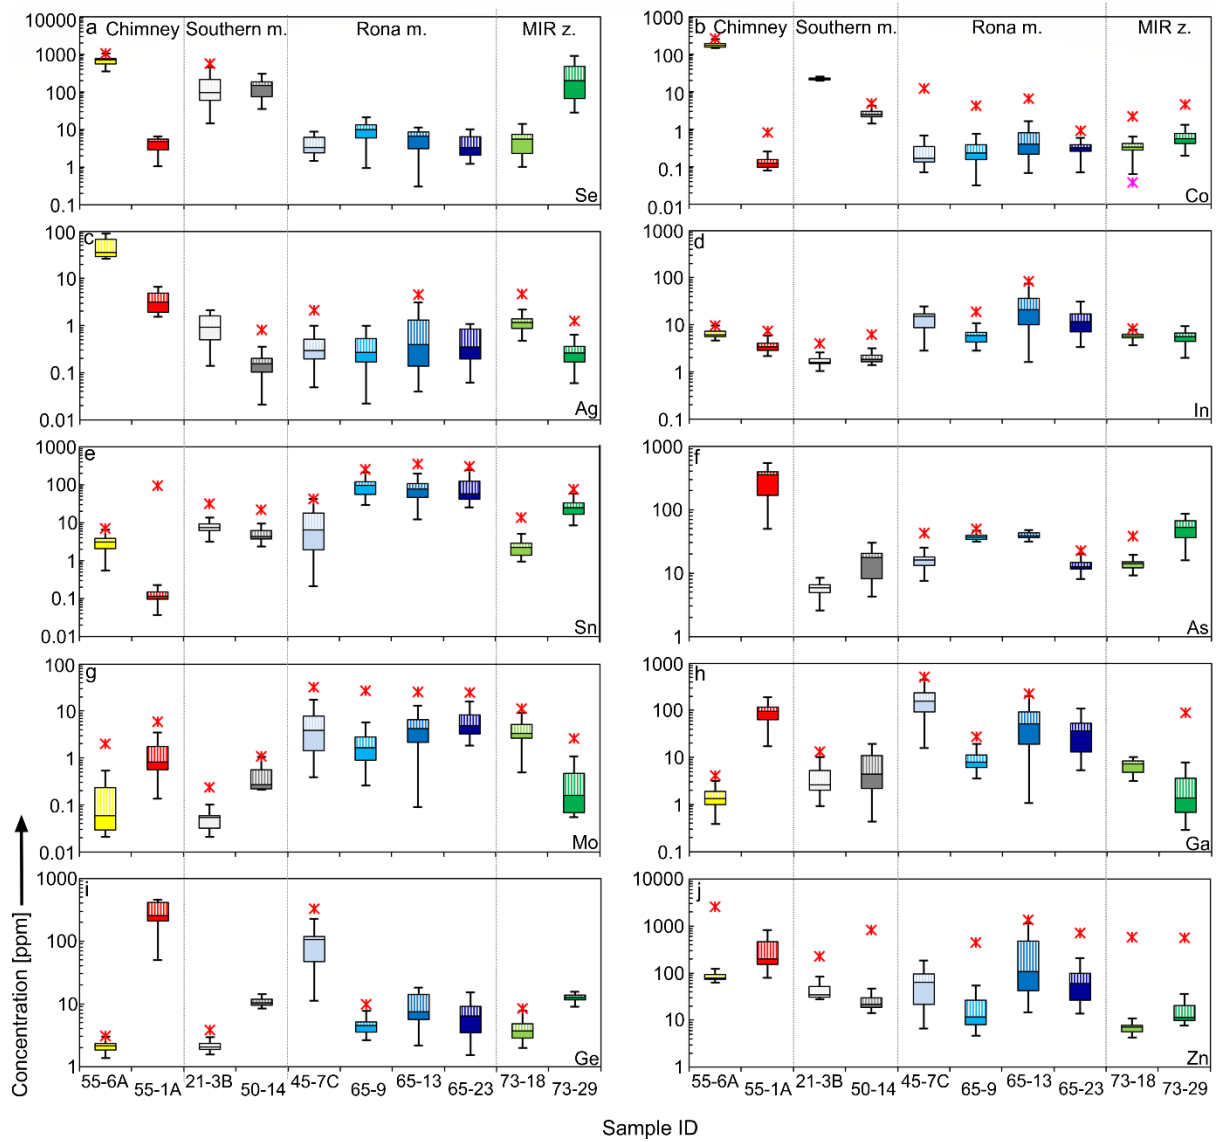 a Chimney Southern m. Rona m. MIR z.
10000
1000
100
10
1
0.1
Se
b Chimney Southern m. Rona m. MIR z.
1000
100
10
1
0.1
0.01
Co
c
100
10
1
0.1
0.01
Ag
d
1000
100
10
1
0.1
In
e
1000
100
10
1
0.1
0.01
Sn
f
1000
100
10
1
As
g
100
10
1
0.1
0.01
Mo
h
1000
100
10
1
0.1
Ga
i
1000
100
10
1
Ge
j
10000
1000
100
10
1
Zn
Concentration [ppm]
55-6A 55-1A 21-3B 50-14 45-7C 65-9 65-13 65-23 73-18 73-29
55-6A 55-1A 21-3B 50-14 45-7C 65-9 65-13 65-23 73-18 73-29
Sample ID